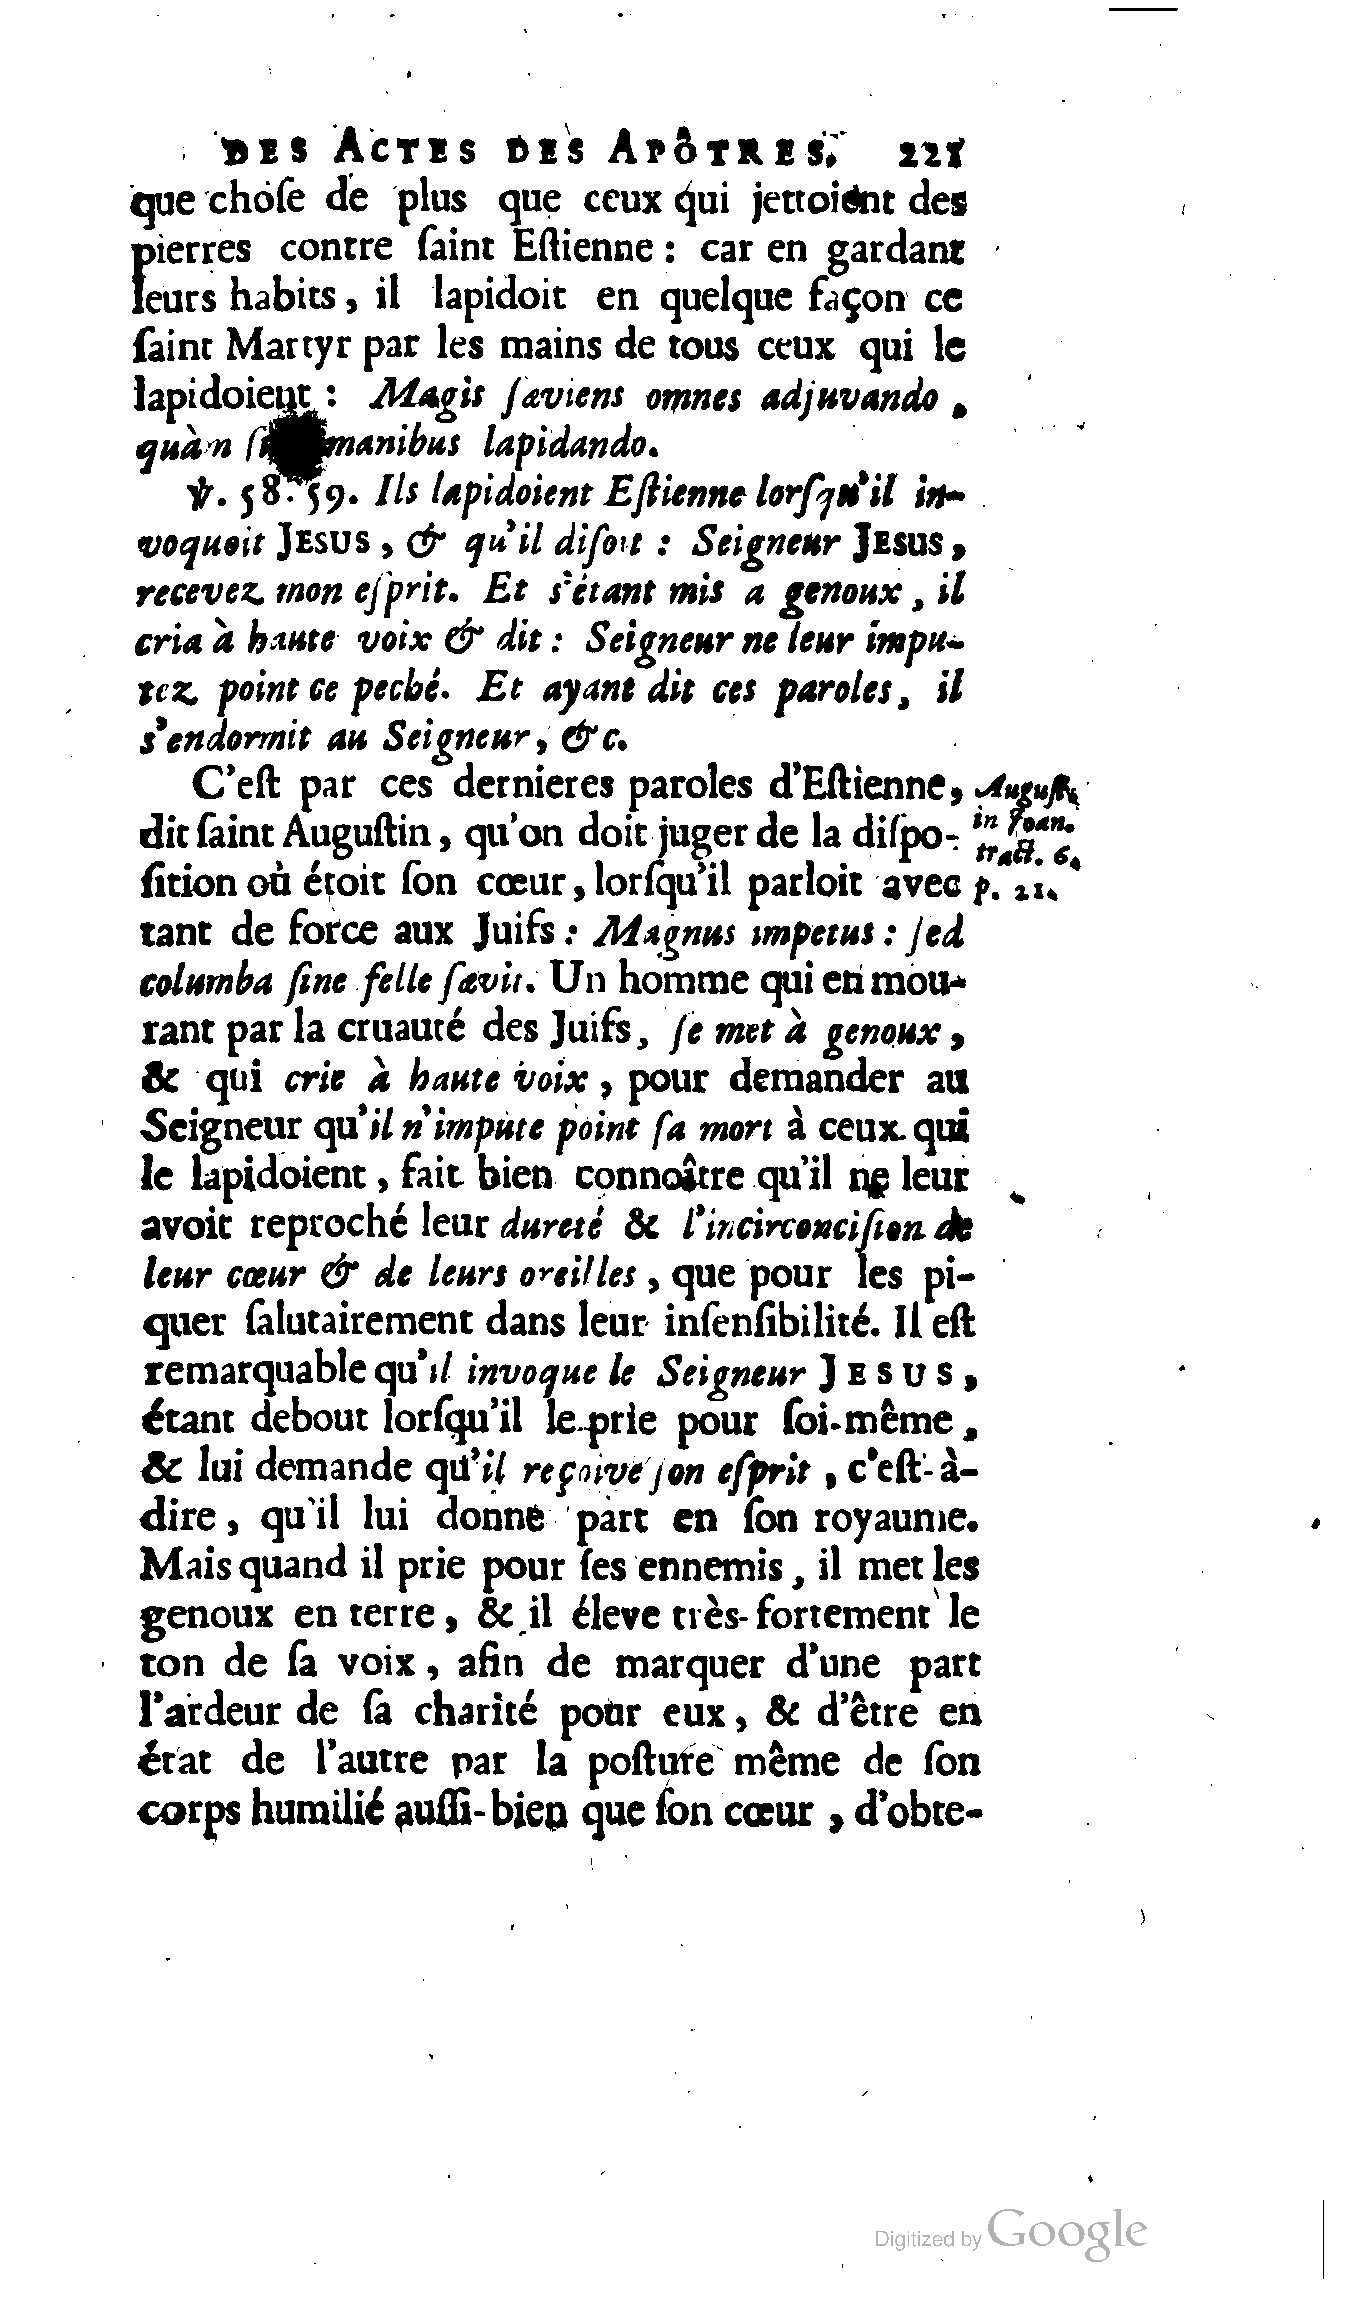 DES ACTES DES APÔTRES. 221
que choſe de plus que ceux qui jettoient des
pierres contre ſaint Eſtienne : car en gardant
leurs habits, il lapidoit en quelque façon ce
ſaint Martyr par les mains de tous ceux qui le
lapidoient : Magis ſæviens omnes adjuvando,
quàm manibus lapidando.
℣. 58. 59. Ils lapidoient Eſtienne lorſqu'il in-
voquoit JESUS, & qu'il diſoit : Seigneur JESUS,
recevez mon eſprit. Et s'étant mis a genoux, il
cria à haute voix & dit : Seigneur ne leur impu-
tez point ce peché. Et ayant dit ces paroles, il
s'endormit au Seigneur, &c.
C'eſt par ces dernieres paroles d'Eſtienne,
dit ſaint Auguſtin, qu'on doit juger de la diſpo-
ſition où étoit ſon cœur, lorſqu'il parloit avec
tant de force aux Juifs : Magnus impetus : ſed
columba ſine felle ſævit. Un homme qui en mou-
rant par la cruauté des Juifs, ſe met à genoux,
& qui crie à haute voix, pour demander au
Seigneur qu'il n'impute point ſa mort à ceux qui
le lapidoient, fait bien connoître qu'il ne leur
avoit reproché leur dureté & l'incirconciſion de
leur cœur & de leurs oreilles, que pour les pi-
quer ſalutairement dans leur inſenſibilité. Il eſt
remarquable qu'il invoque le Seigneur JESUS,
étant debout lorſqu'il le prie pour ſoi-même,
& lui demande qu'il reçoive ſon eſprit, c'eſt-à-
dire, qu'il lui donne part en ſon royaume.
Mais quand il prie pour ſes ennemis, il met les
genoux en terre, & il éleve très-fortement le
ton de ſa voix, afin de marquer d'une part
l'ardeur de ſa charité pour eux, & d'être en
état de l'autre par la poſture même de ſon
corps humilié auſſi-bien que ſon cœur, d'obte-
Auguſt.
in Joan.
tract. 6.
p. 21.
Digitized by Google